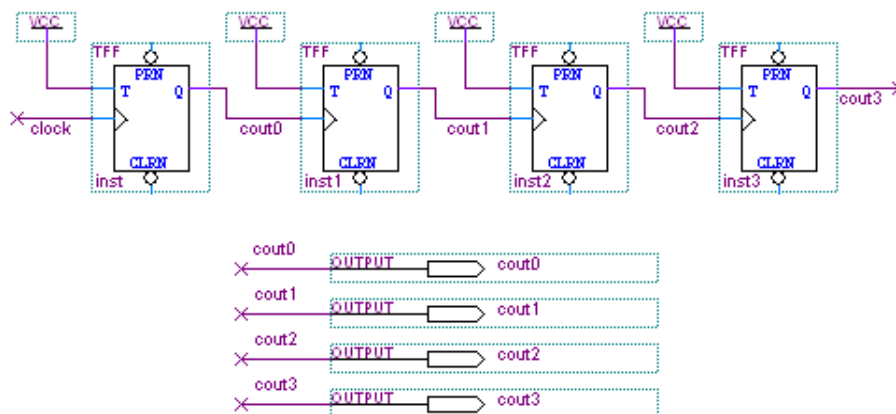 VCC VCC VCC VCC
TFF TFF TFF TFF
PRN PRN PRN PRN
T Q T Q T Q T Q
cout3
clock cout0 cout1 cout2
CLRN CLRN CLRN CLRN
inst inst1 inst2 inst3
cout0 OUTPUT cout0
cout1 OUTPUT cout1
cout2 OUTPUT cout2
cout3 OUTPUT cout3